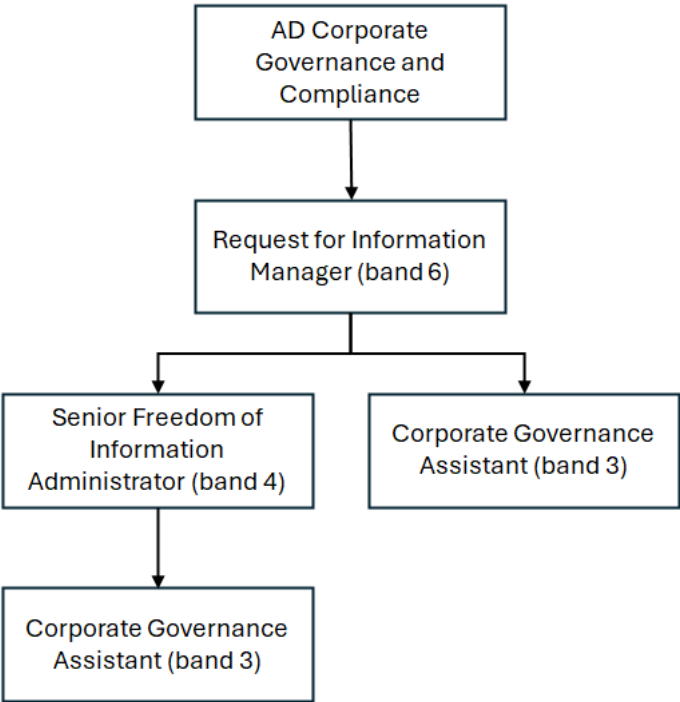 AD Corporate
Governance and
Compliance
Request for Information
Manager (band 6)
Senior Freedom of
Information
Administrator (band 4)
Corporate Governance
Assistant (band 3)
Corporate Governance
Assistant (band 3)